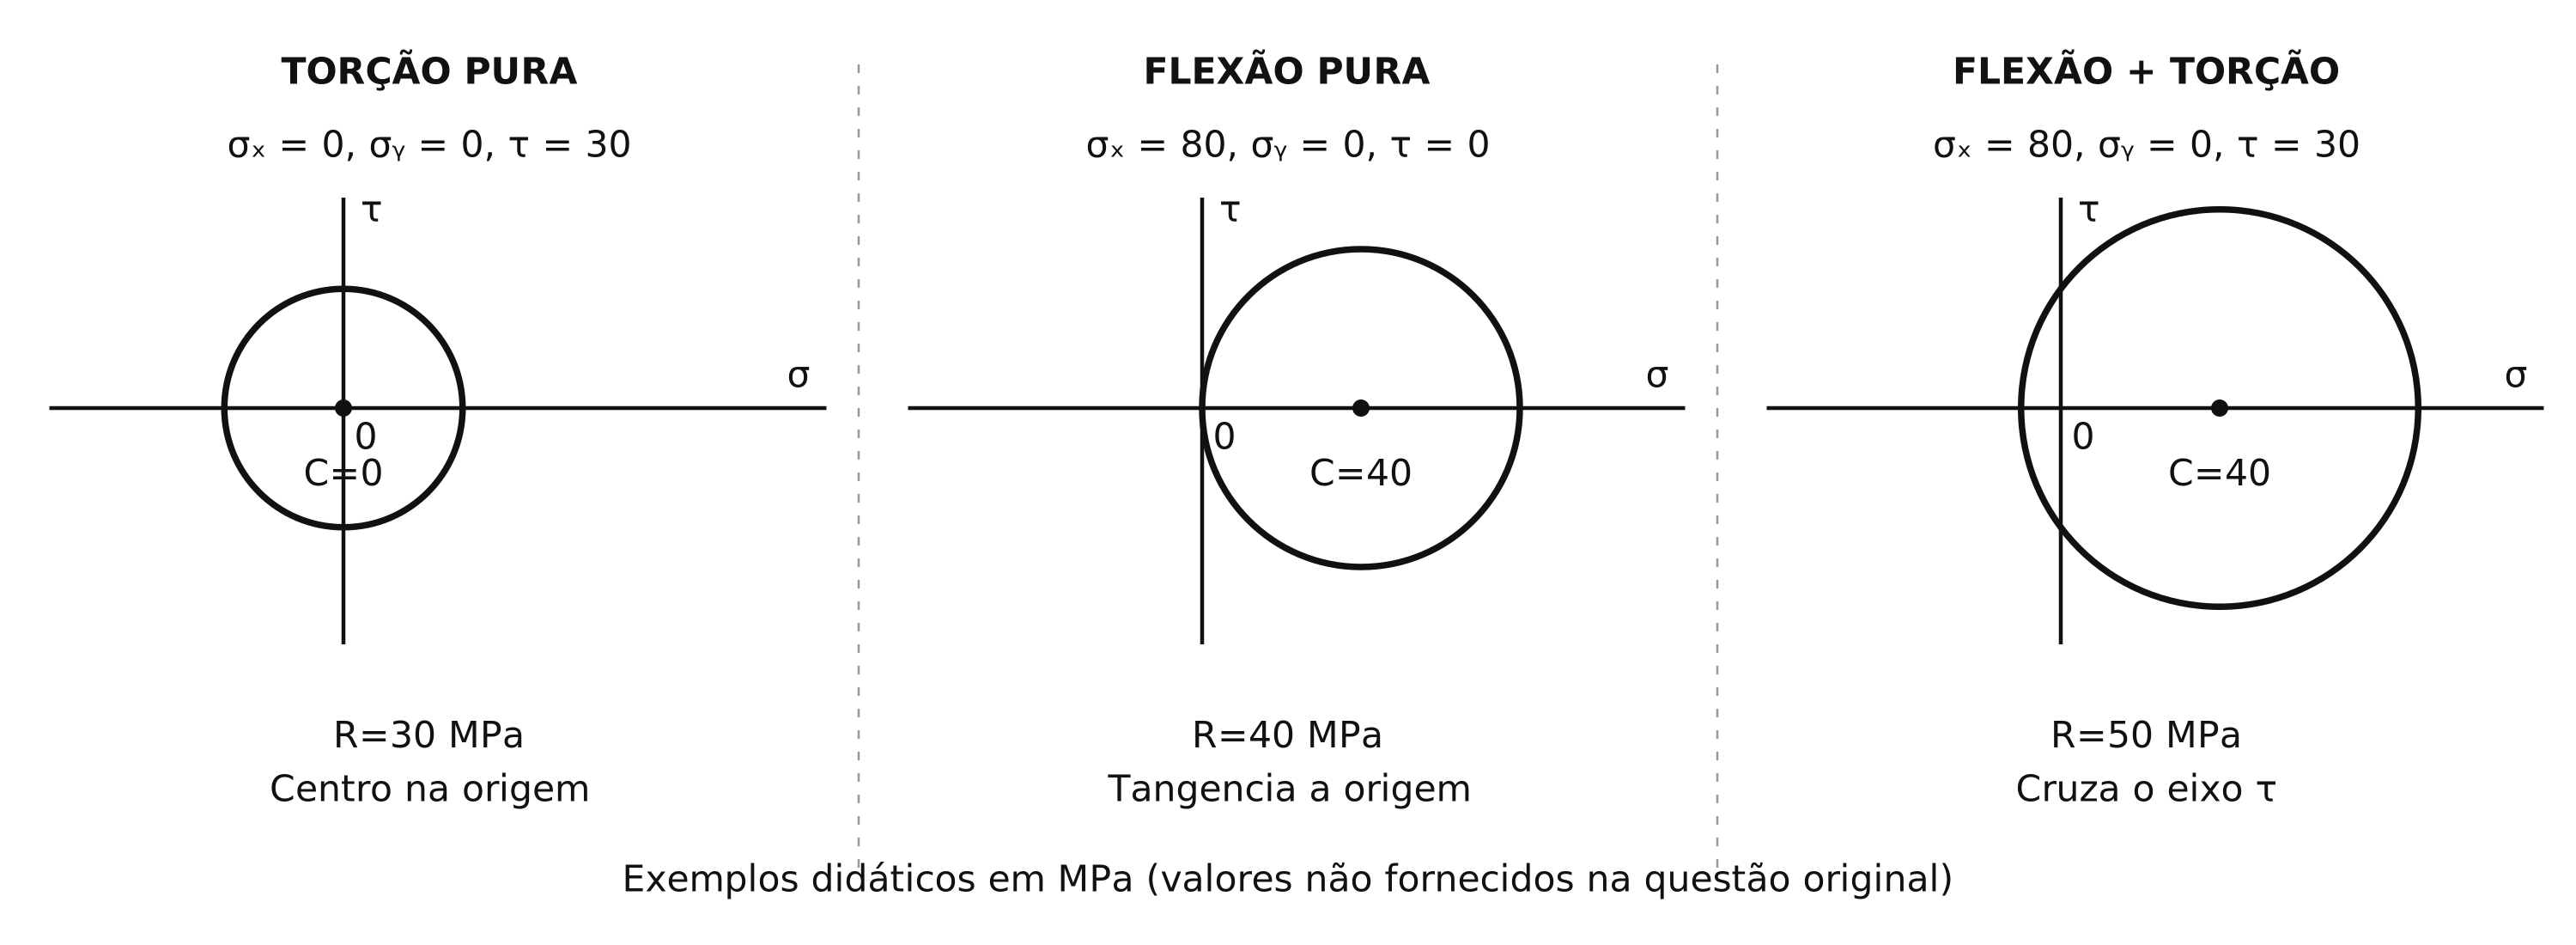 TORÇÃO PURA
σₓ = 0, σᵧ = 0, τ = 30
τ
σ
0
C=0
R=30 MPa
Centro na origem
FLEXÃO PURA
σₓ = 80, σᵧ = 0, τ = 0
τ
σ
0
C=40
R=40 MPa
Tangencia a origem
FLEXÃO + TORÇÃO
σₓ = 80, σᵧ = 0, τ = 30
τ
σ
0
C=40
R=50 MPa
Cruza o eixo τ
Exemplos didáticos em MPa (valores não fornecidos na questão original)